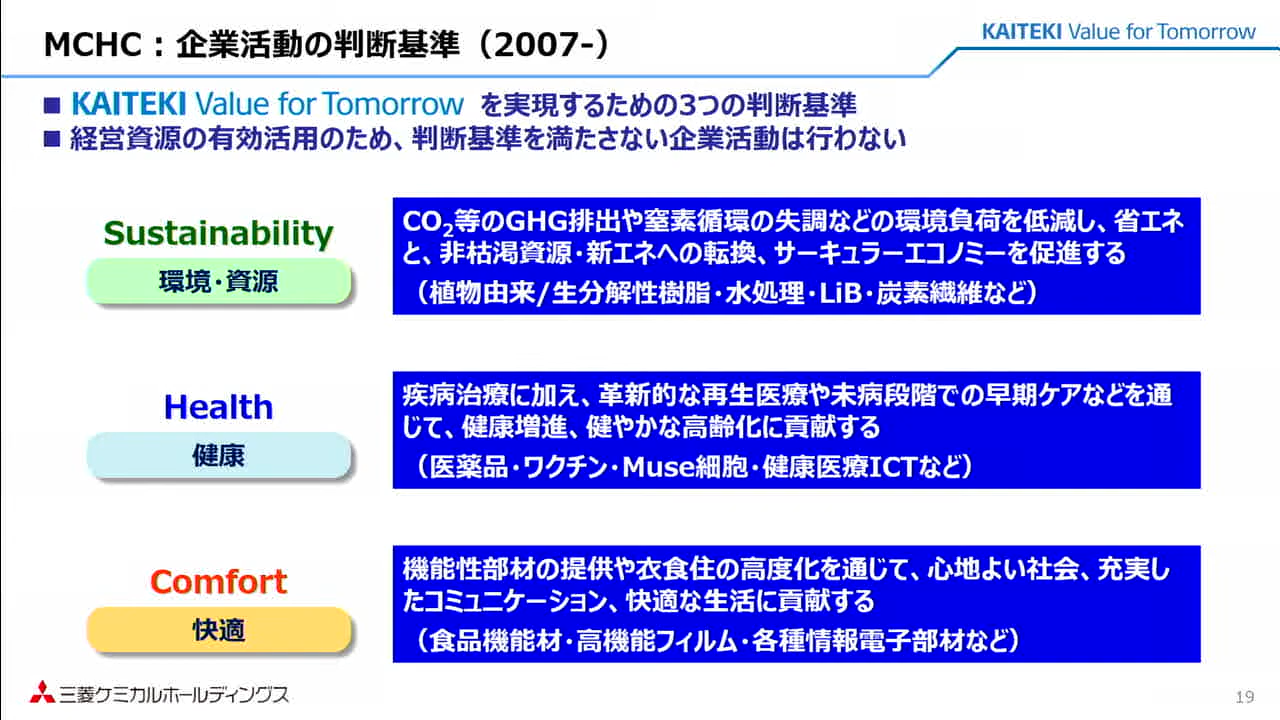 MCHC：企業活動の判断基準（2007-）
KAITEKI Value for Tomorrow
■ KAITEKI Value for Tomorrow を実現するための3つの判断基準
■ 経営資源の有効活用のため、判断基準を満たさない企業活動は行わない
Sustainability
環境・資源
CO2等のGHG排出や窒素循環の失調などの環境負荷を低減し、省エネ
と、非枯渇資源・新エネへの転換、サーキュラーエコノミーを促進する
（植物由来/生分解性樹脂・水処理・LiB・炭素繊維など）
Health
健康
疾病治療に加え、革新的な再生医療や未病段階での早期ケアなどを通
じて、健康増進、健やかな高齢化に貢献する
（医薬品・ワクチン・Muse細胞・健康医療ICTなど）
Comfort
快適
機能性部材の提供や衣食住の高度化を通じて、心地よい社会、充実し
たコミュニケーション、快適な生活に貢献する
（食品機能材・高機能フィルム・各種情報電子部材など）
三菱ケミカルホールディングス
19